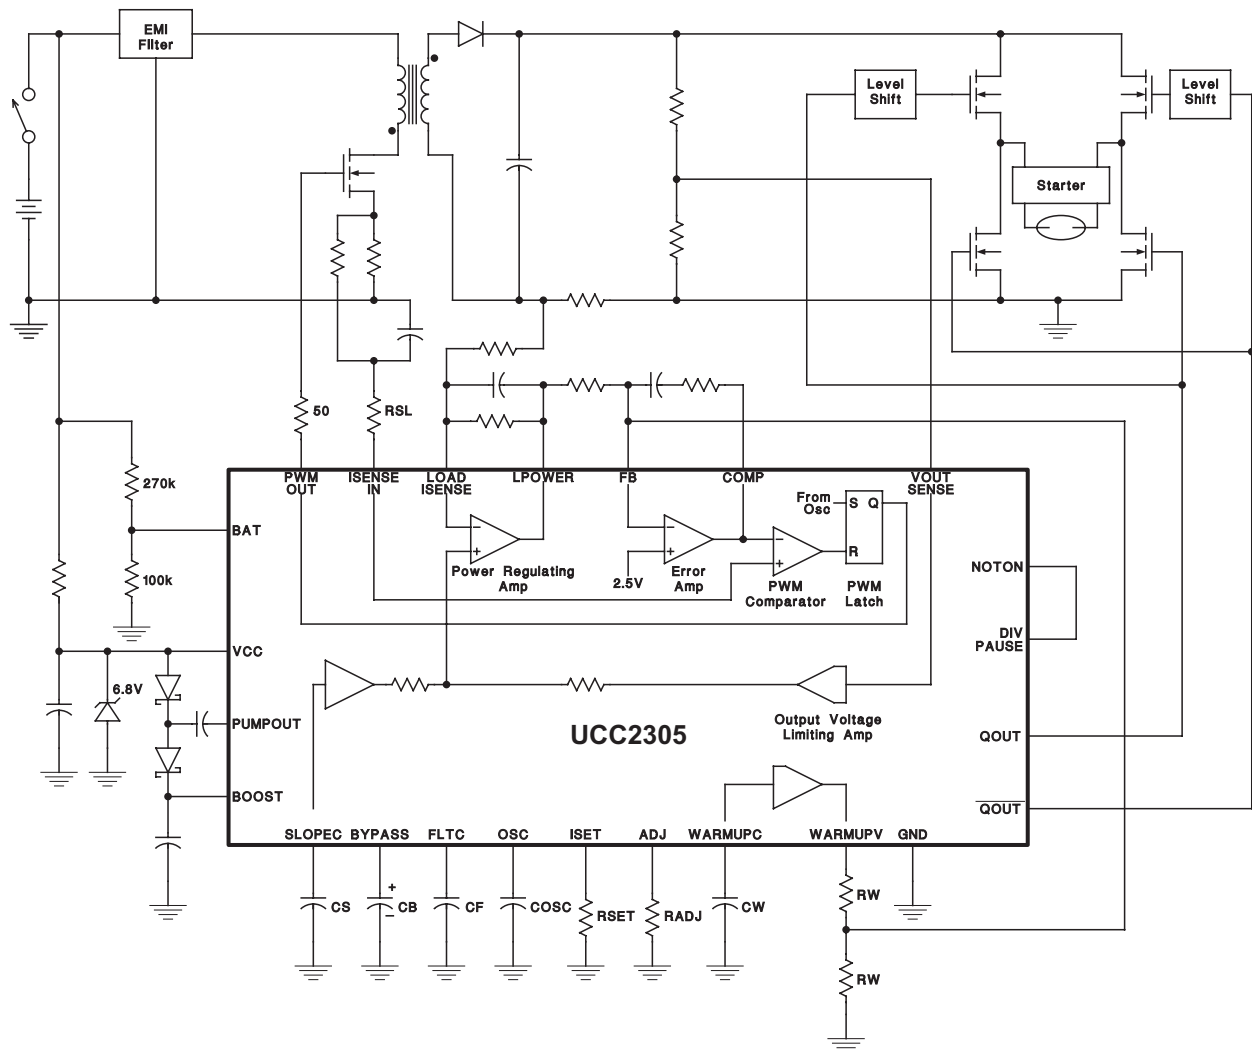 EMI
Filter
Level
Shift
Level
Shift
Starter
50
RSL
270k
PWM
OUT
ISENSE
IN
LOAD
ISENSE
LPOWER
FB
COMP
VOUT
SENSE
From
Osc
S Q
R
BAT
−
+
Power Regulating
Amp
−
+
2.5V
Error
Amp
−
+
PWM
Comparator
PWM
Latch
NOTON
100k
DIV
PAUSE
VCC
6.8V
PUMPOUT
UCC2305
Output Voltage
Limiting Amp
QOUT
BOOST
QOUT
SLOPEC
BYPASS
FLTC
OSC
ISET
ADJ
WARMUPC
WARMUPV
GND
CS
+
CB
−
CF
COSC
RSET
RADJ
CW
RW
RW